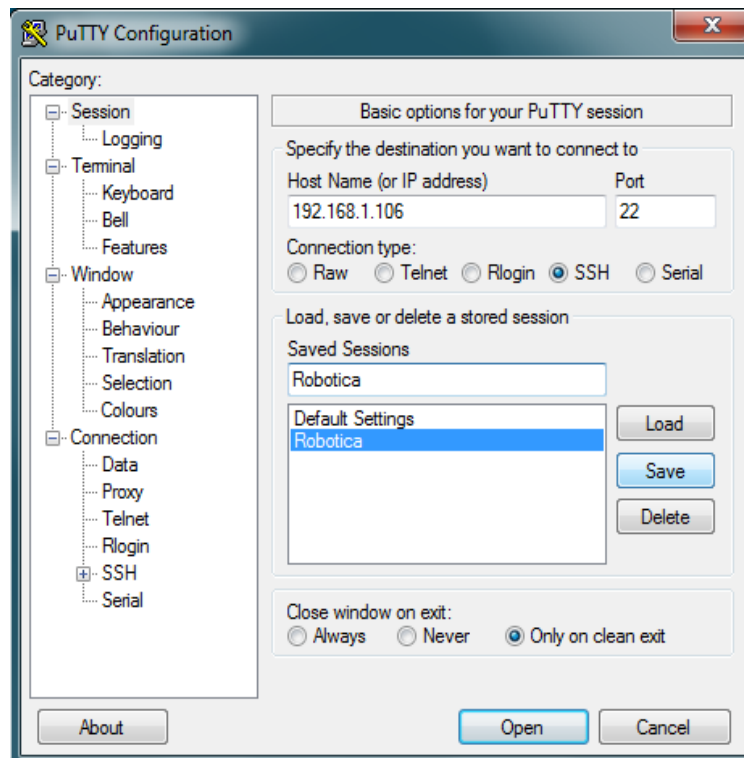 PuTTY Configuration
Category:
Session
Logging
Terminal
Keyboard
Bell
Features
Window
Appearance
Behaviour
Translation
Selection
Colours
Connection
Data
Proxy
Telnet
Rlogin
SSH
Serial
Basic options for your PuTTY session
Specify the destination you want to connect to
Host Name (or IP address) Port
192.168.1.106 22
Connection type:
Raw Telnet Rlogin SSH Serial
Load, save or delete a stored session
Saved Sessions
Robotica
Default Settings
Robotica
Load
Save
Delete
Close window on exit:
Always Never Only on clean exit
About Open Cancel